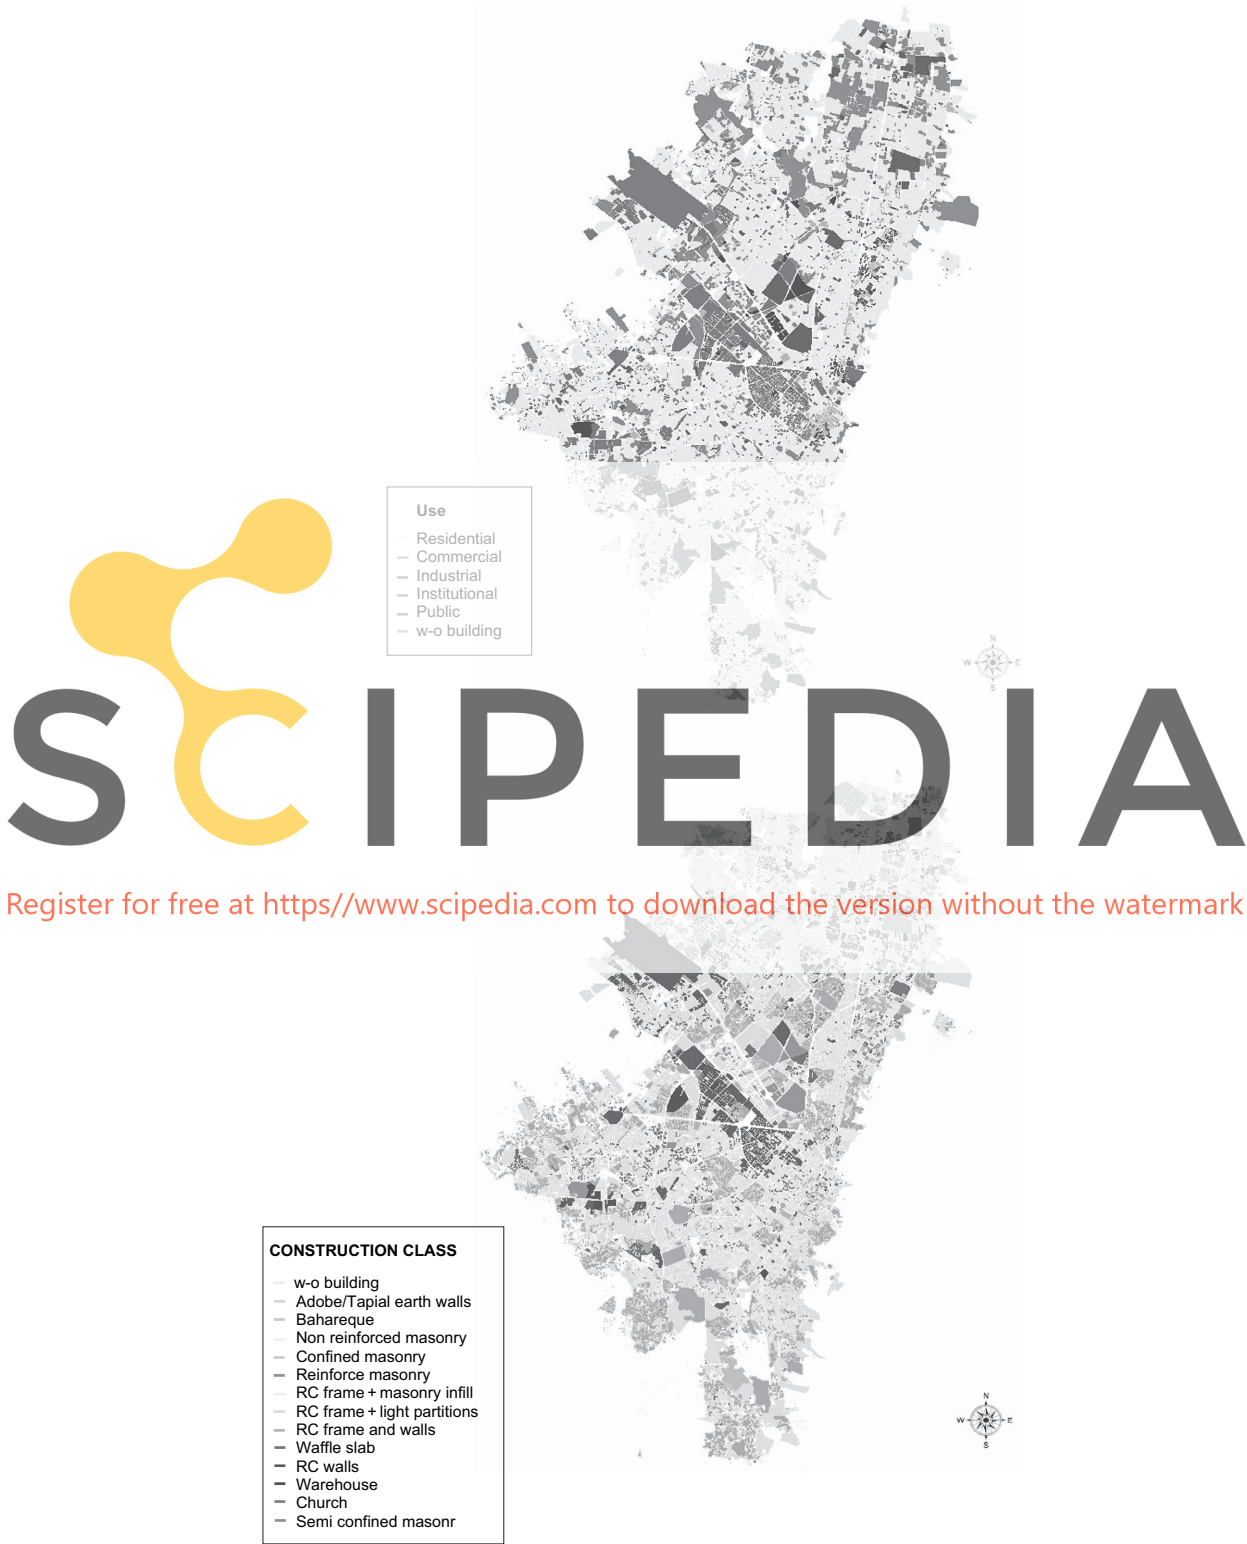 Use
Residential
Commercial
Industrial
Institutional
Public
w-o building
N
W E
S
SCIPEDIA
Register for free at https//www.scipedia.com to download the version without the watermark
CONSTRUCTION CLASS
w-o building
Adobe/Tapial earth walls
Bahareque
Non reinforced masonry
Confined masonry
Reinforce masonry
RC frame + masonry infill
RC frame + light partitions
RC frame and walls
Waffle slab
RC walls
Warehouse
Church
Semi confined masonr
N
W E
S